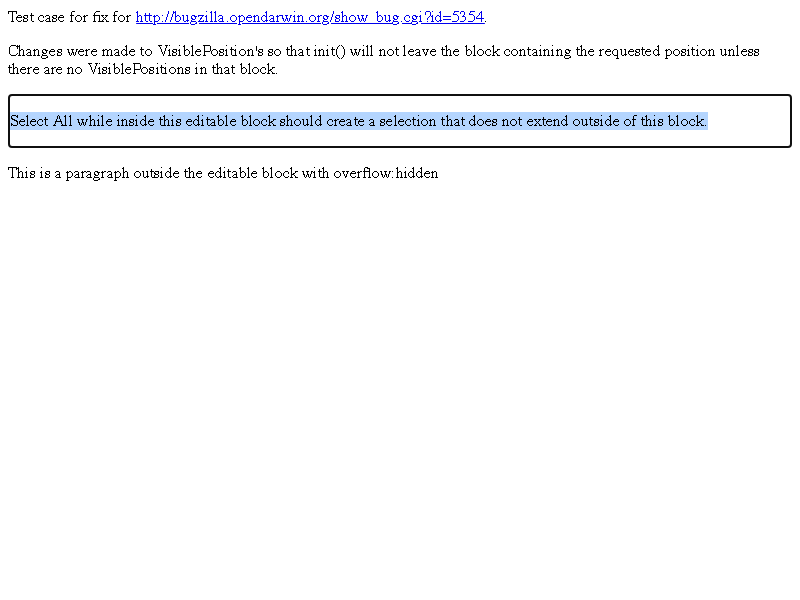 Test case for fix for http://bugzilla.opendarwin.org/show_bug.cgi?id=5354.
Changes were made to VisiblePosition's so that init() will not leave the block containing the requested position unless
there are no VisiblePositions in that block.
Select All while inside this editable block should create a selection that does not extend outside of this block.
This is a paragraph outside the editable block with overflow:hidden